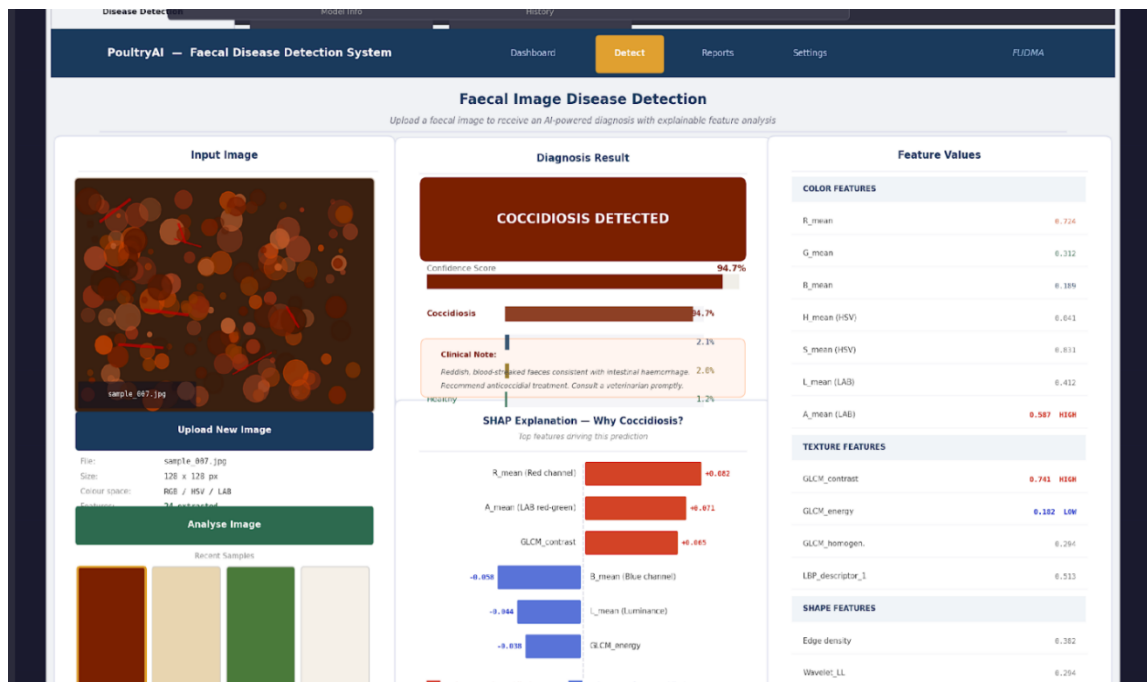 Disease Detection Model Info History
PoultryAI — Faecal Disease Detection System Dashboard Detect Reports Settings FUDMA
Faecal Image Disease Detection
Upload a faecal image to receive an AI-powered diagnosis with explainable feature analysis
Input Image
sample_007.jpg
Upload New Image
File: sample_007.jpg
Size: 128 x 128 px
Colour space: RGB / HSV / LAB
Features: 24 extracted
Analyse Image
Recent Samples
Diagnosis Result
COCCIDIOSIS DETECTED
Confidence Score 94.7%
Coccidiosis 94.7%
2.1%
Clinical Note:
Reddish, blood-streaked faeces consistent with intestinal haemorrhage. 2.0%
Recommend anticoccidial treatment. Consult a veterinarian promptly.
Healthy 1.2%
SHAP Explanation — Why Coccidiosis?
Top features driving this prediction
R_mean (Red channel) +0.082
A_mean (LAB red-green) +0.071
GLCM_contrast +0.065
-0.058 B_mean (Blue channel)
-0.044 L_mean (Luminance)
-0.038 GLCM_energy
Feature Values
COLOR FEATURES
R_mean 0.724
G_mean 0.312
B_mean 0.189
H_mean (HSV) 0.041
S_mean (HSV) 0.831
L_mean (LAB) 0.412
A_mean (LAB) 0.587 HIGH
TEXTURE FEATURES
GLCM_contrast 0.741 HIGH
GLCM_energy 0.182 LOW
GLCM_homogen. 0.294
LBP_descriptor_1 0.513
SHAPE FEATURES
Edge density 0.382
Wavelet_LL 0.294